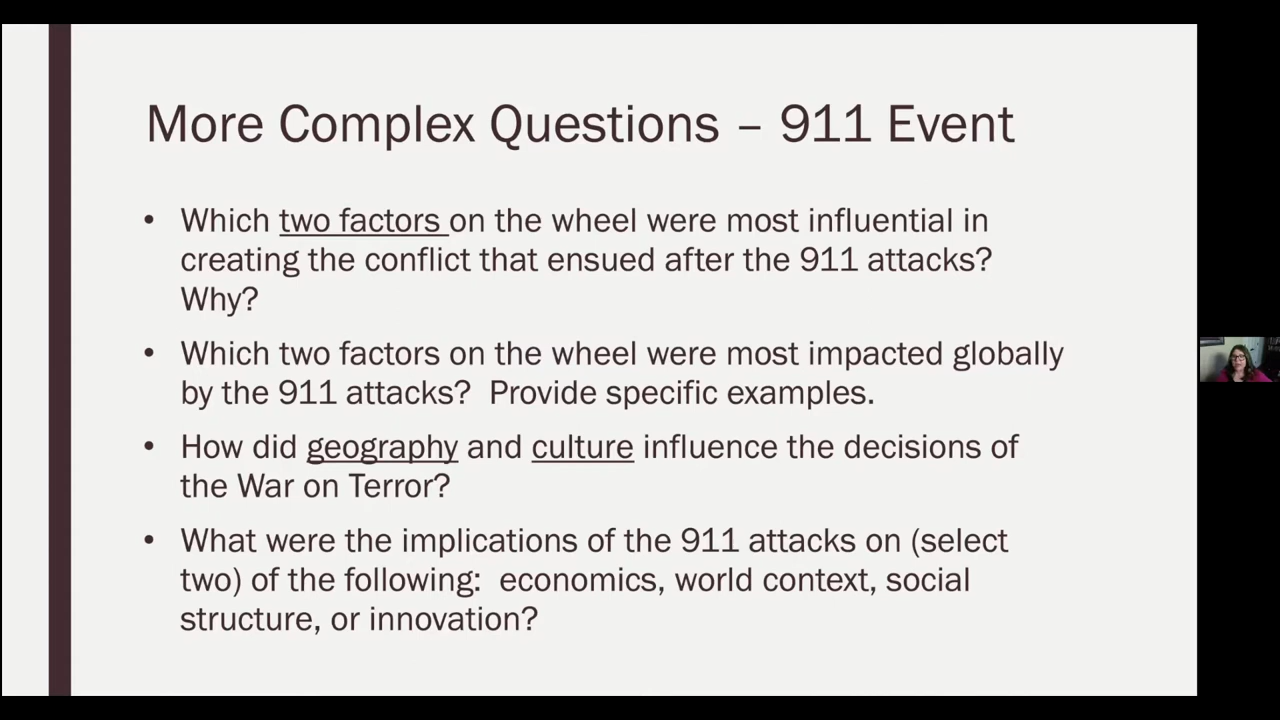 More Complex Questions – 911 Event
• Which two factors on the wheel were most influential in
creating the conflict that ensued after the 911 attacks?
Why?
• Which two factors on the wheel were most impacted globally
by the 911 attacks?  Provide specific examples.
• How did geography and culture influence the decisions of
the War on Terror?
• What were the implications of the 911 attacks on (select
two) of the following:  economics, world context, social
structure, or innovation?